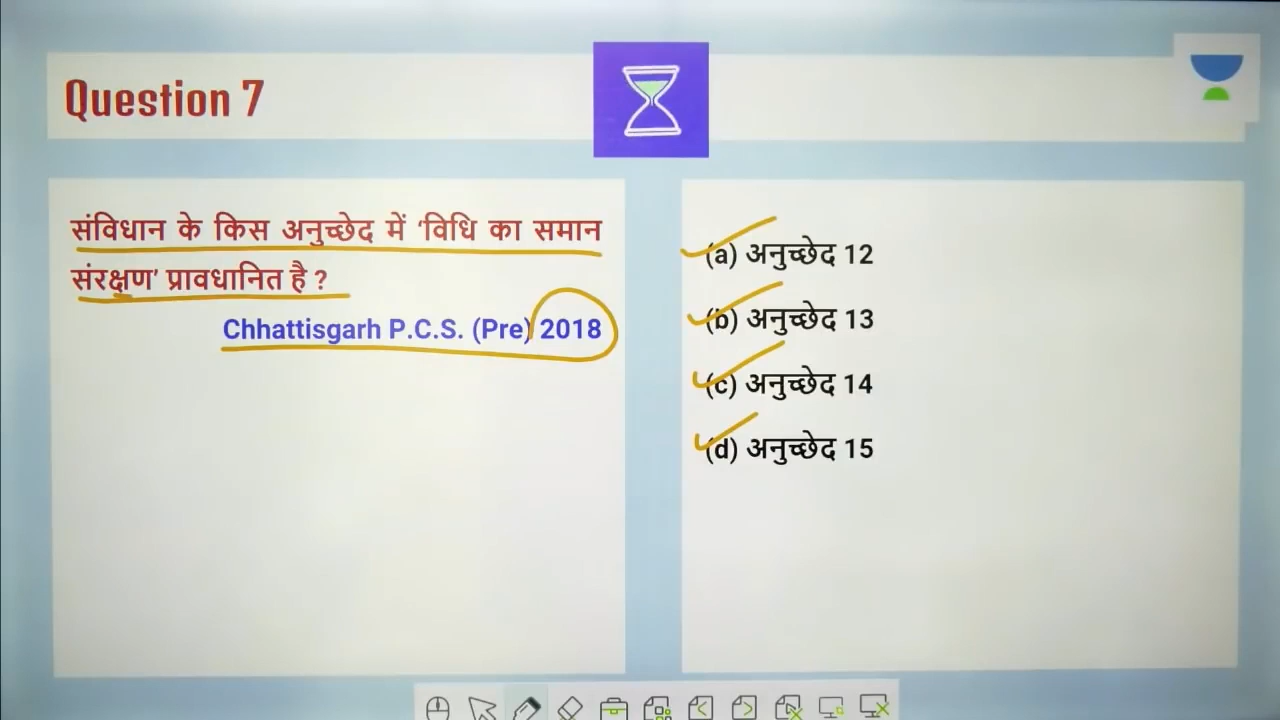 Question 7
संविधान के किस अनुच्छेद में ‘विधि का समान
संरक्षण’ प्रावधानित है ?
Chhattisgarh P.C.S. (Pre) 2018
(a) अनुच्छेद 12
(b) अनुच्छेद 13
(c) अनुच्छेद 14
(d) अनुच्छेद 15